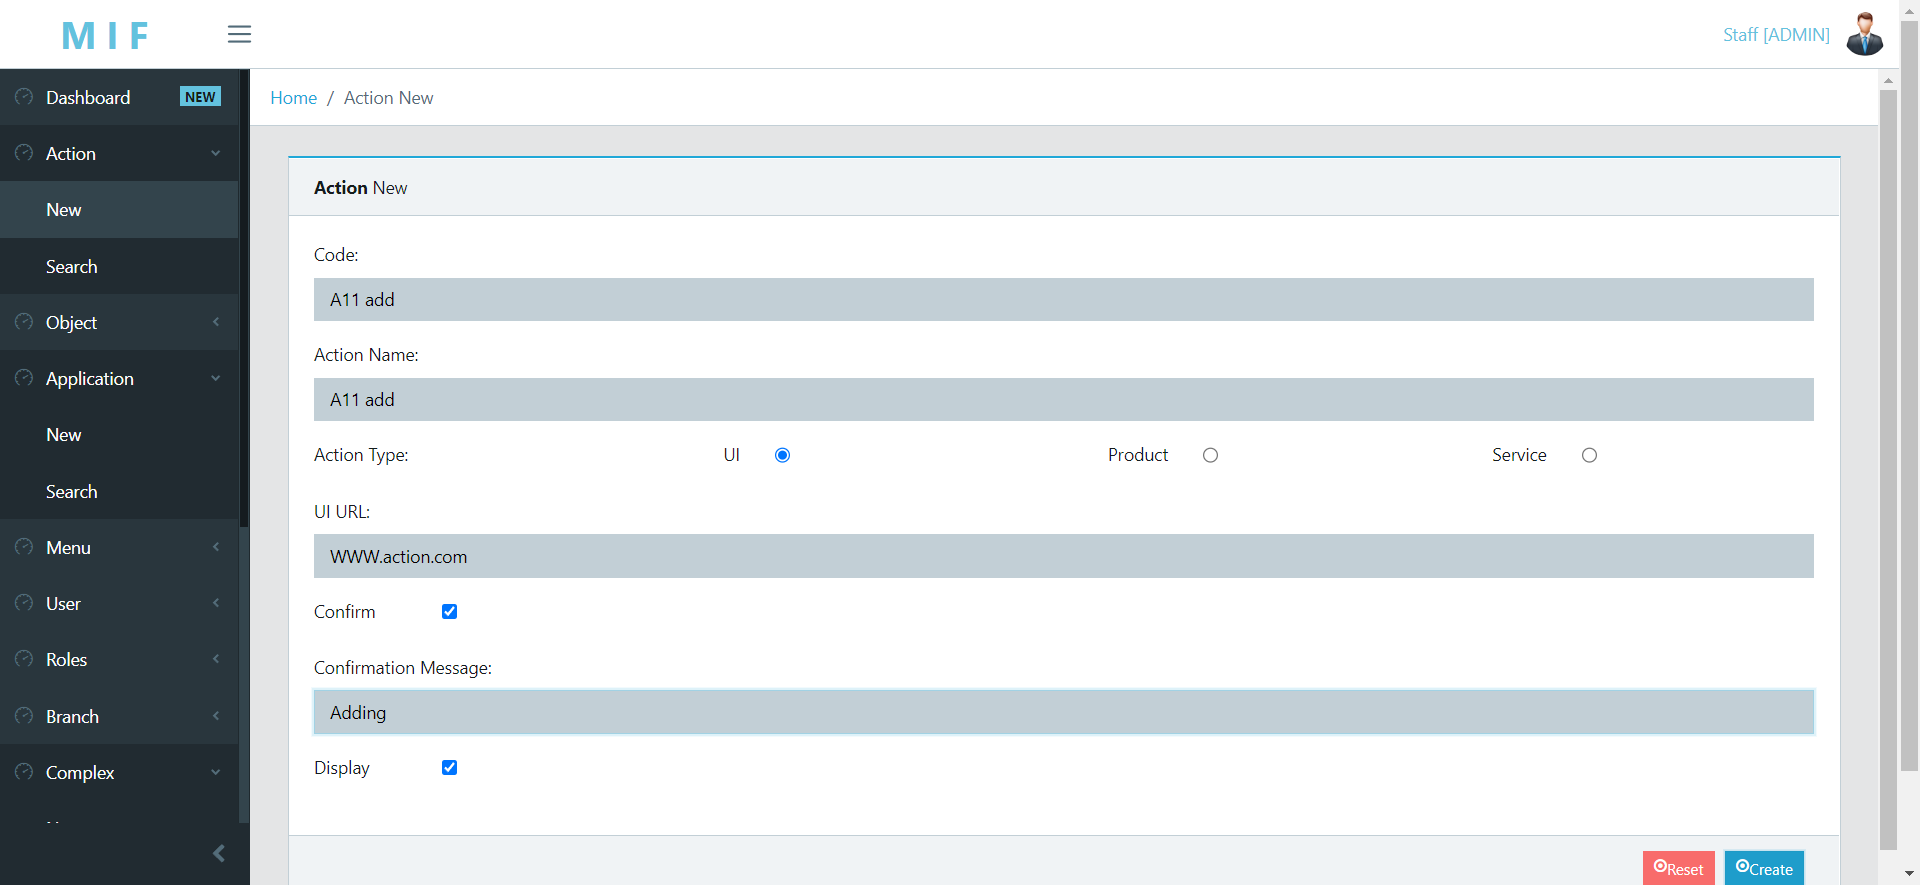 MIF
Staff [ADMIN]
Dashboard NEW
Action
New
Search
Object
Application
New
Search
Menu
User
Roles
Branch
Complex
Home / Action New
Action New
Code:
A11 add
Action Name:
A11 add
Action Type: UI Product Service
UI URL:
WWW.action.com
Confirm
Confirmation Message:
Adding
Display
Reset Create